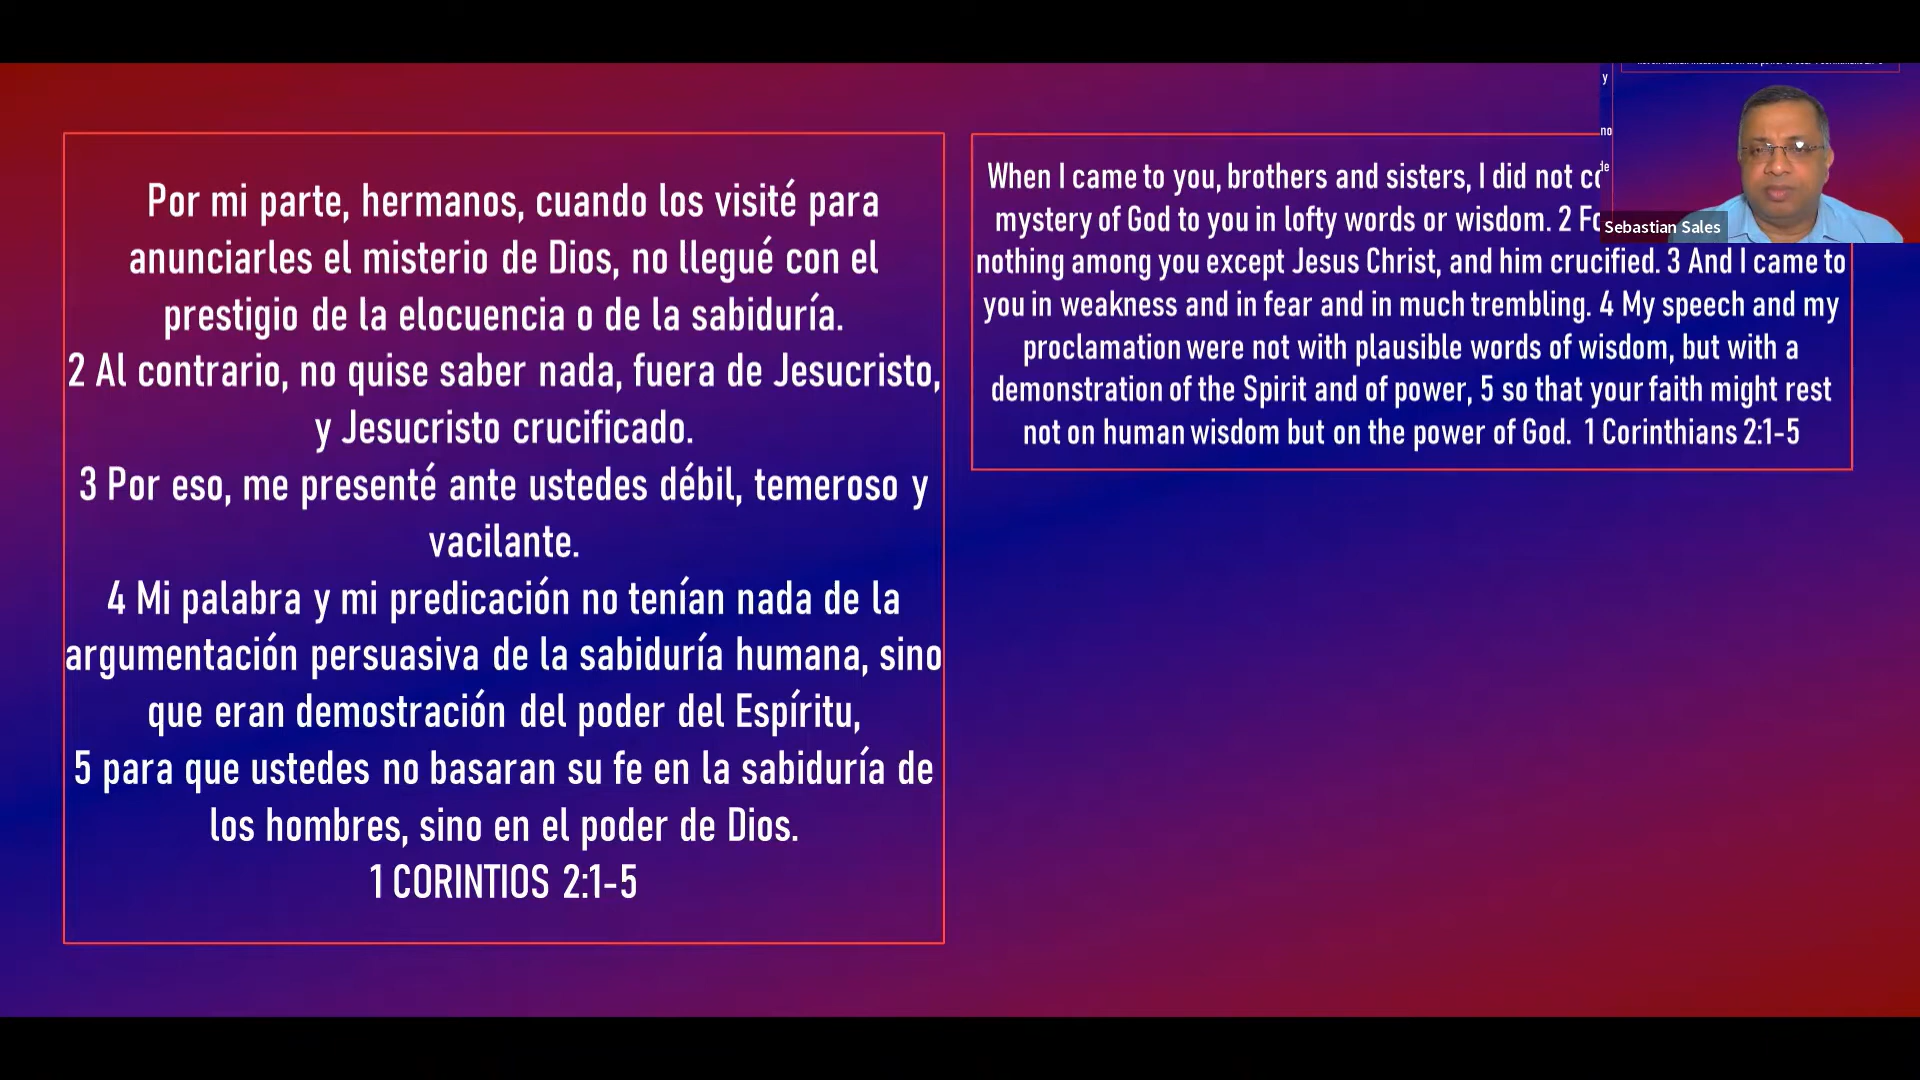 Por mi parte, hermanos, cuando los visité para
anunciarles el misterio de Dios, no llegué con el
prestigio de la elocuencia o de la sabiduría.
2 Al contrario, no quise saber nada, fuera de Jesucristo,
y Jesucristo crucificado.
3 Por eso, me presenté ante ustedes débil, temeroso y
vacilante.
4 Mi palabra y mi predicación no tenían nada de la
argumentación persuasiva de la sabiduría humana, sino
que eran demostración del poder del Espíritu,
5 para que ustedes no basaran su fe en la sabiduría de
los hombres, sino en el poder de Dios.
1 CORINTIOS 2:1-5
When I came to you, brothers and sisters, I did not
mystery of God to you in lofty words or wisdom. 2
nothing among you except Jesus Christ, and him crucified. 3 And I came to
you in weakness and in fear and in much trembling. 4 My speech and my
proclamation were not with plausible words of wisdom, but with a
demonstration of the Spirit and of power, 5 so that your faith might rest
not on human wisdom but on the power of God. 1 Corinthians 2:1-5
y
no
Sebastian Sales